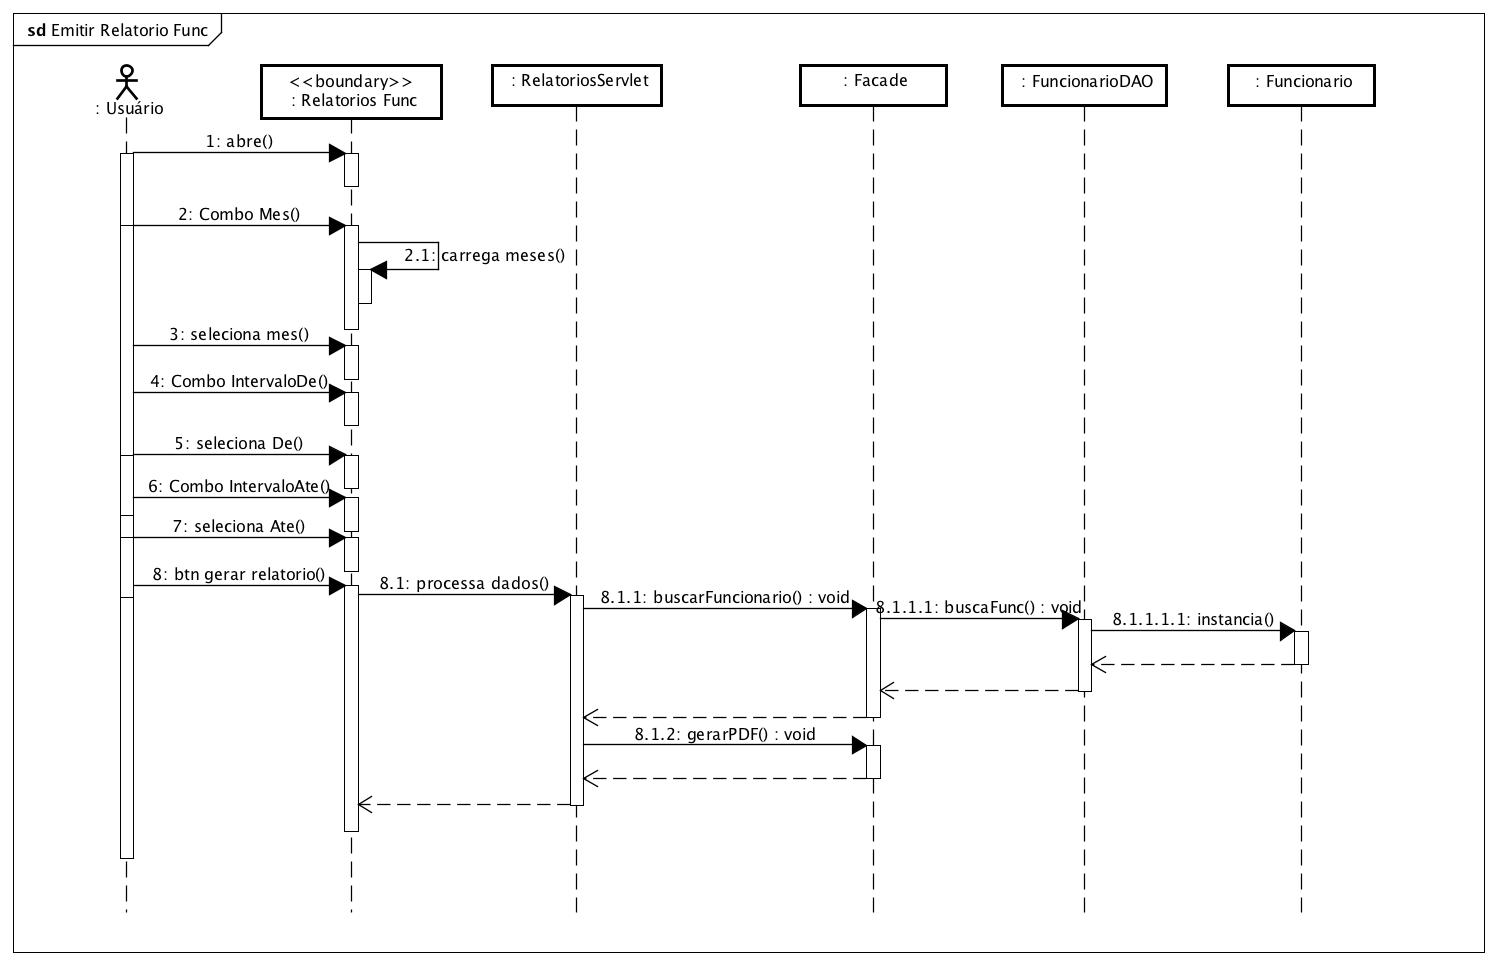 sd Emitir Relatorio Func
: Usuário
<<boundary>>
: Relatorios Func
: RelatoriosServlet
: Facade
: FuncionarioDAO
: Funcionario
1: abre()
2: Combo Mes()
2.1: carrega meses()
3: seleciona mes()
4: Combo IntervaloDe()
5: seleciona De()
6: Combo IntervaloAte()
7: seleciona Ate()
8: btn gerar relatorio()
8.1: processa dados()
8.1.1: buscarFuncionario() : void
8.1.1.1: buscaFunc() : void
8.1.1.1.1: instancia()
8.1.2: gerarPDF() : void